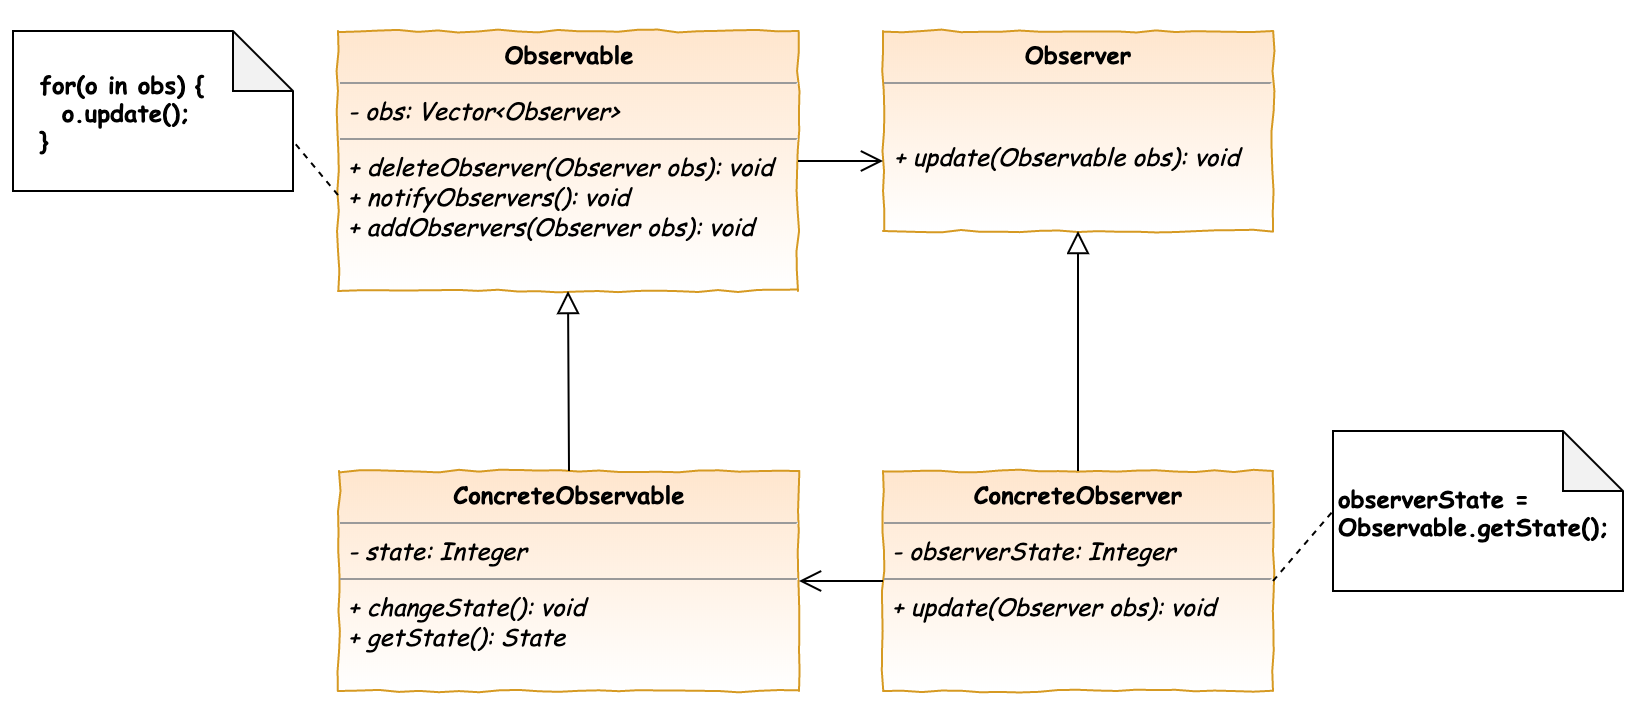 for(o in obs) {
o.update();
}
Observable
- obs: Vector<Observer>
+ deleteObserver(Observer obs): void
+ notifyObservers(): void
+ addObservers(Observer obs): void
Observer
+ update(Observable obs): void
ConcreteObservable
- state: Integer
+ changeState(): void
+ getState(): State
ConcreteObserver
- observerState: Integer
+ update(Observer obs): void
observerState =
Observable.getState();